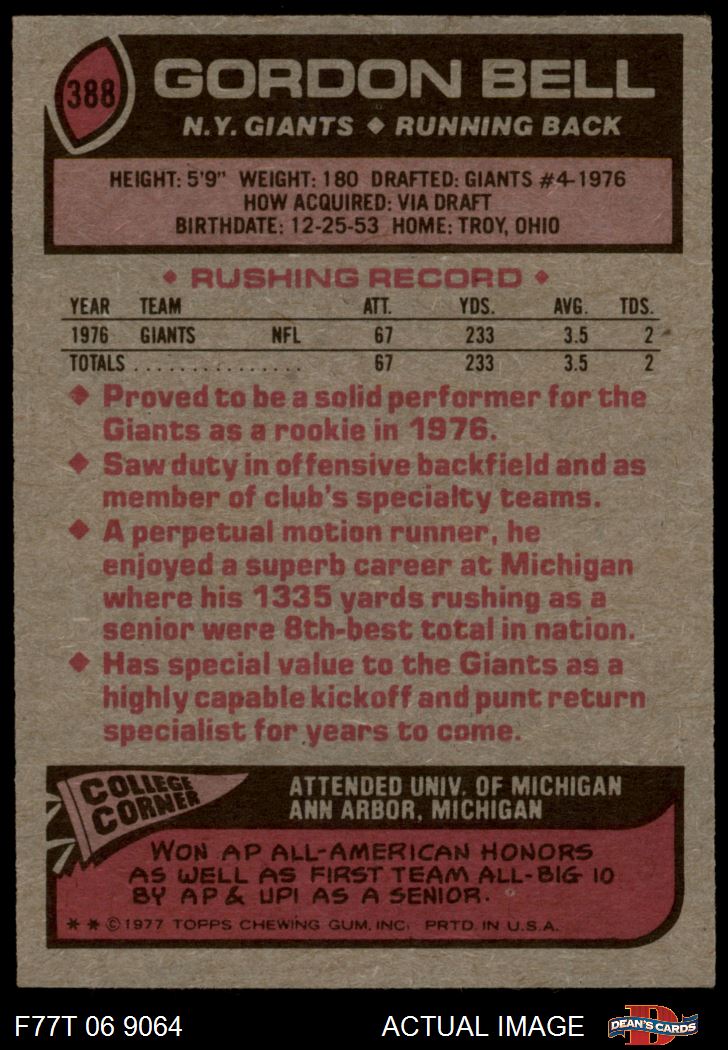 388
GORDON BELL
N.Y. GIANTS ♦ RUNNING BACK
HEIGHT: 5'9" WEIGHT: 180 DRAFTED: GIANTS #4-1976
HOW ACQUIRED: VIA DRAFT
BIRTHDATE: 12-25-53 HOME: TROY, OHIO
♦ RUSHING RECORD ♦
YEAR TEAM ATT. YDS. AVG. TDS.
1976 GIANTS NFL 67 233 3.5 2
TOTALS . . . . . . . . . . . . . . . 67 233 3.5 2
♦ Proved to be a solid performer for the
Giants as a rookie in 1976.
♦ Saw duty in offensive backfield and as
member of club's specialty teams.
♦ A perpetual motion runner, he
enjoyed a superb career at Michigan
where his 1335 yards rushing as a
senior were 8th-best total in nation.
♦ Has special value to the Giants as a
highly capable kickoff and punt return
specialist for years to come.
COLLEGE
CORNER
ATTENDED UNIV. OF MICHIGAN
ANN ARBOR, MICHIGAN
WON AP ALL-AMERICAN HONORS
AS WELL AS FIRST TEAM ALL-BIG 10
BY AP & UPI AS A SENIOR.
* * © 1977 TOPPS CHEWING GUM, INC. PRTD. IN U.S.A.
F77T 06 9064 ACTUAL IMAGE
D
DEAN'S CARDS